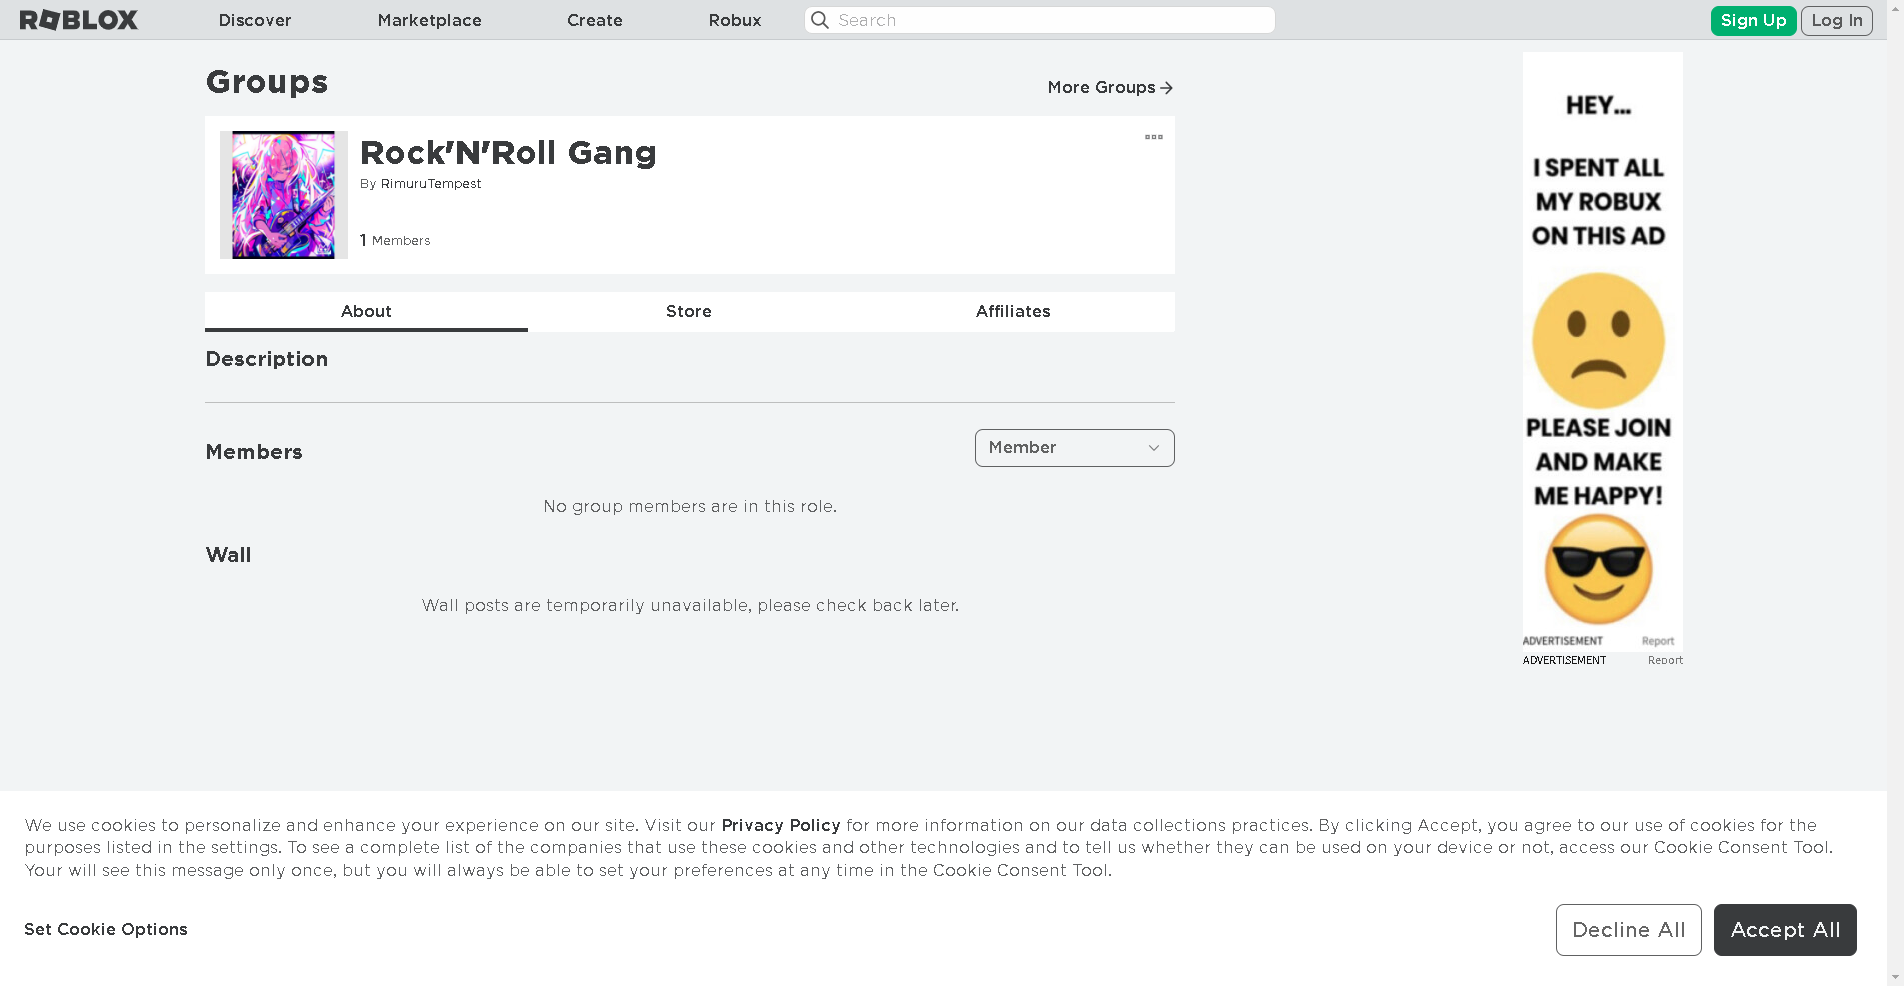 ROBLOX
Discover
Marketplace
Create
Robux
Search
Sign Up
Log In
Groups
More Groups
Rock'N'Roll Gang
By RimuruTempest
1 Members
About
Store
Affiliates
Description
Members
Member
No group members are in this role.
Wall
Wall posts are temporarily unavailable, please check back later.
HEY...
I SPENT ALL
MY ROBUX
ON THIS AD
PLEASE JOIN
AND MAKE
ME HAPPY!
ADVERTISEMENT Report
ADVERTISEMENT Report
We use cookies to personalize and enhance your experience on our site. Visit our Privacy Policy for more information on our data collections practices. By clicking Accept, you agree to our use of cookies for the
purposes listed in the settings. To see a complete list of the companies that use these cookies and other technologies and to tell us whether they can be used on your device or not, access our Cookie Consent Tool.
Your will see this message only once, but you will always be able to set your preferences at any time in the Cookie Consent Tool.
Set Cookie Options
Decline All
Accept All